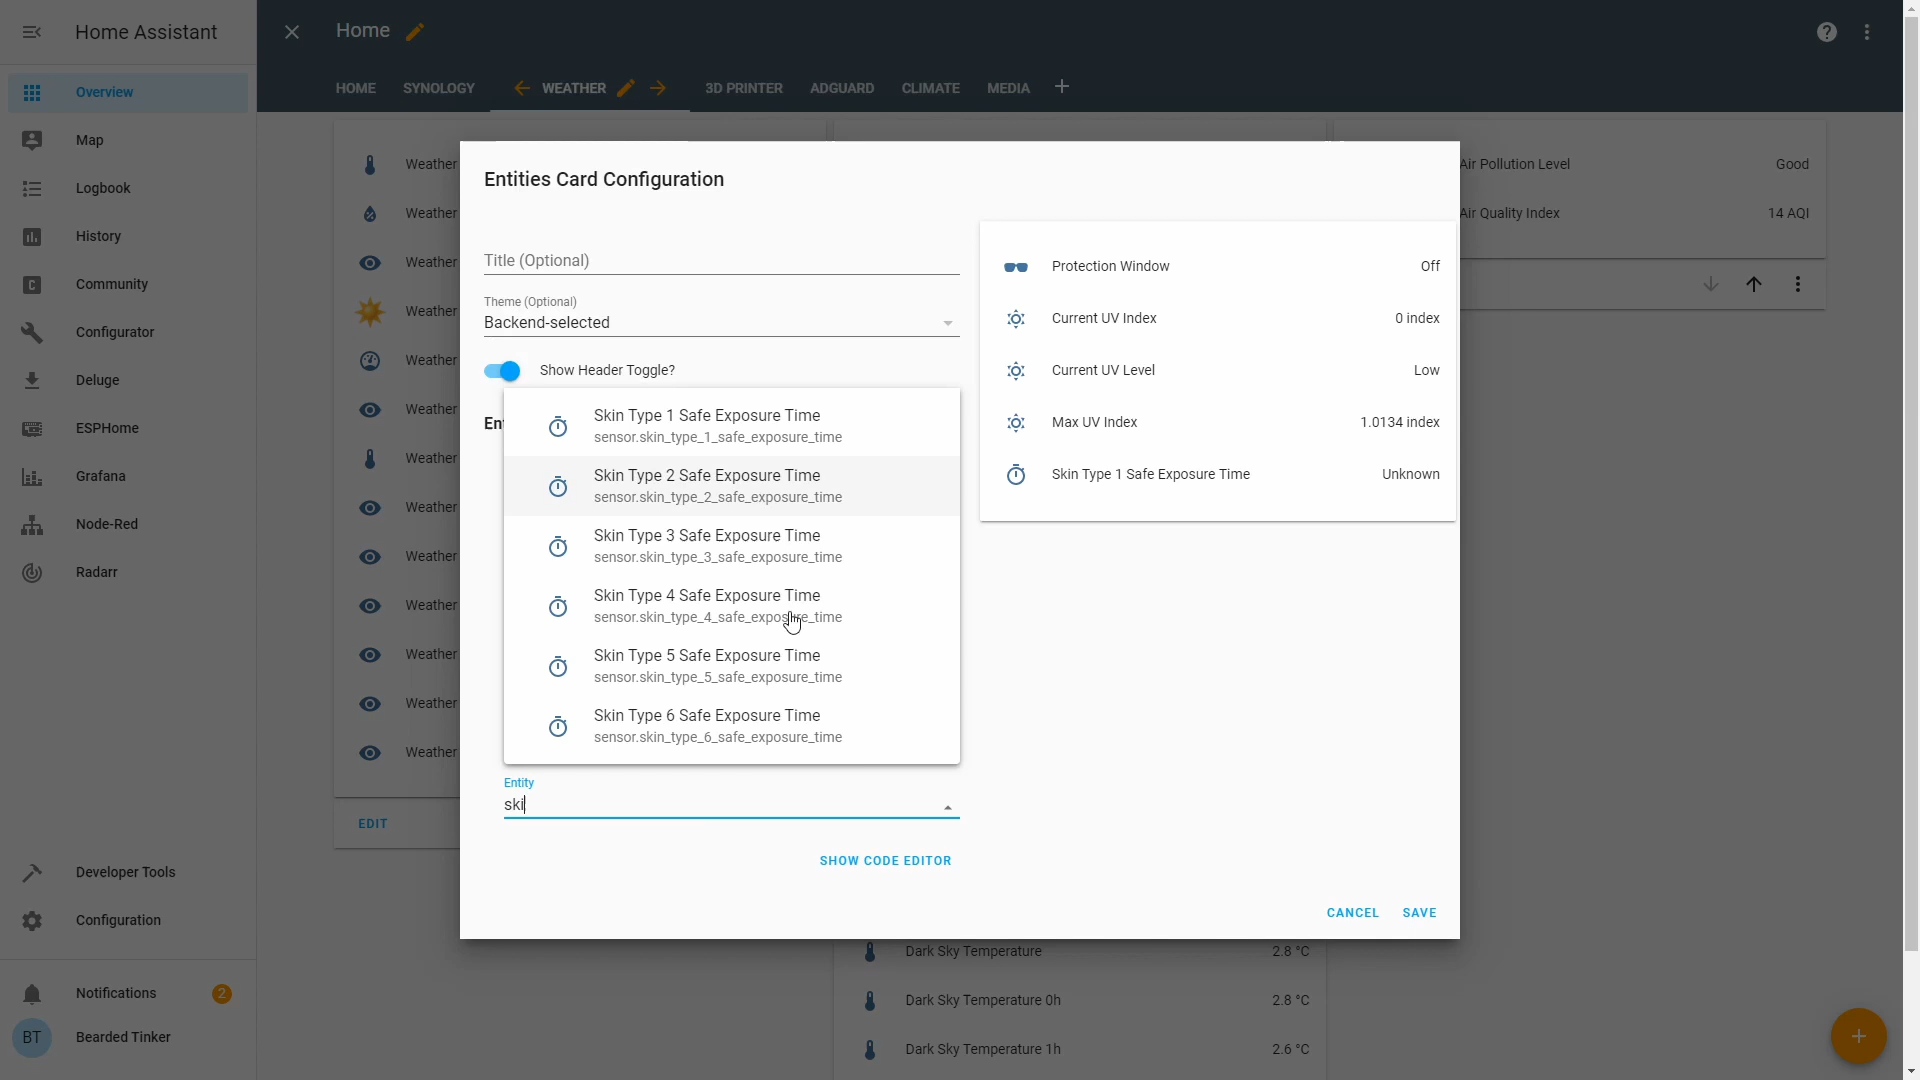 Home Assistant
Overview
Map
Logbook
History
Community
Configurator
Deluge
ESPHome
Grafana
Node-Red
Radarr
Developer Tools
Configuration
Notifications 2
BT Bearded Tinker
Home
HOME SYNOLOGY WEATHER 3D PRINTER ADGUARD CLIMATE MEDIA
Weather
Weather
Weather
Weather
Weather
Weather
Weather
Weather
Weather
Weather
Weather
Weather
Weather
EDIT
Entities Card Configuration
Title (Optional)
Theme (Optional)
Backend-selected
Show Header Toggle?
Skin Type 1 Safe Exposure Time
sensor.skin_type_1_safe_exposure_time
Skin Type 2 Safe Exposure Time
sensor.skin_type_2_safe_exposure_time
Skin Type 3 Safe Exposure Time
sensor.skin_type_3_safe_exposure_time
Skin Type 4 Safe Exposure Time
sensor.skin_type_4_safe_exposure_time
Skin Type 5 Safe Exposure Time
sensor.skin_type_5_safe_exposure_time
Skin Type 6 Safe Exposure Time
sensor.skin_type_6_safe_exposure_time
Entity
ski
SHOW CODE EDITOR
Protection Window Off
Current UV Index 0 index
Current UV Level Low
Max UV Index 1.0134 index
Skin Type 1 Safe Exposure Time Unknown
CANCEL SAVE
Air Pollution Level Good
Air Quality Index 14 AQI
Dark Sky Temperature 2.8 °C
Dark Sky Temperature 0h 2.8 °C
Dark Sky Temperature 1h 2.6 °C